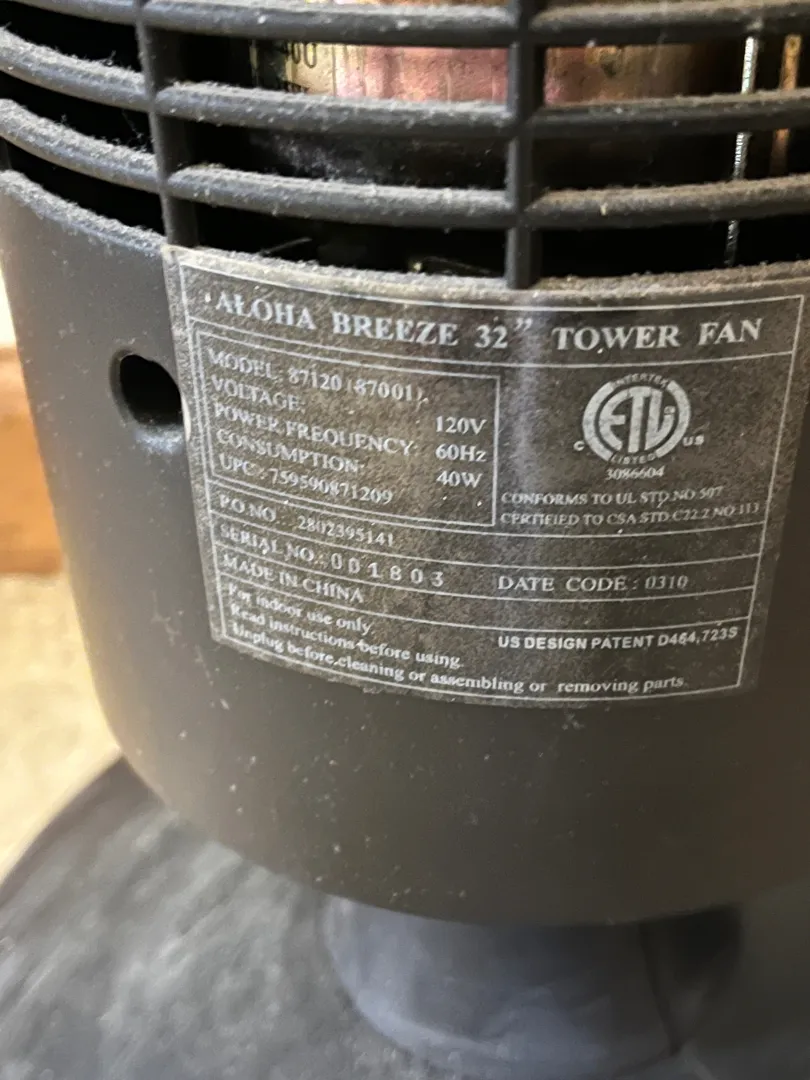 ALOHA BREEZE 32" TOWER FAN
MODEL: 87120 (87001)
VOLTAGE: 120V
POWER FREQUENCY: 60Hz
CONSUMPTION: 40W
UPC: 759590871209
INTERTEK
ETL
LISTED
C US
3086604
CONFORMS TO UL STD.NO.507
CERTIFIED TO CSA STD.C22.2.NO.113
P.O.NO.: 2802395141
SERIAL NO.: 001803
DATE CODE: 0310
MADE IN CHINA
For indoor use only.
Read instructions before using.
US DESIGN PATENT D464,723S
Unplug before cleaning or assembling or removing parts.